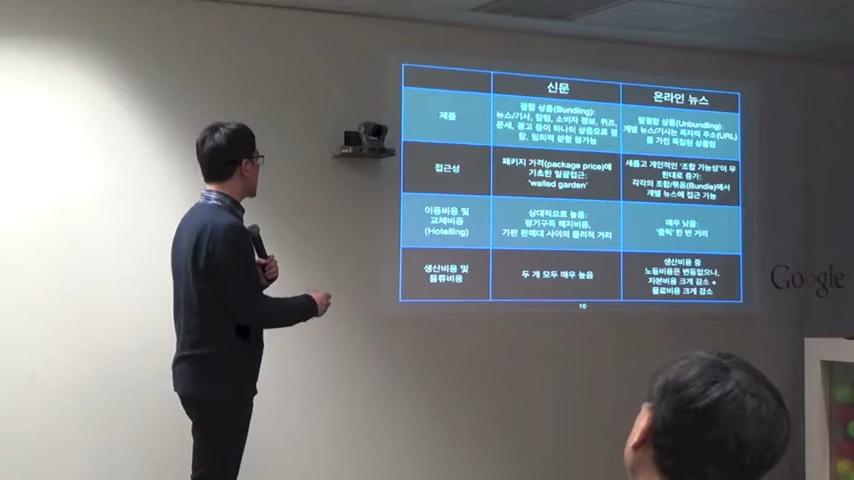 신문
온라인 뉴스
제품
결합 상품(Bundling):
뉴스/기사, 칼럼, 소비자 정보, 퀴즈,
운세, 광고 등이 하나의 상품으로 결
합, 임의적 분할 불가능
탈결합 상품(Unbundling):
개별 뉴스/기사는 독자적 주소(URL)
를 가진 독립된 상품임
접근성
패키지 가격(package price)에
기초한 일괄접근:
'walled garden'
새롭고 개인적인 '조합 가능성'이 무
한대로 증가:
각각의 조합/묶음(Bundle)에서
개별 뉴스에 접근 가능
이동비용 및
교체비용
(Hotelling)
상대적으로 높음:
정기구독 해지비용,
가판 판매대 사이의 물리적 거리
매우 낮음:
'클릭' 한 번 거리
생산비용 및
물류비용
두 개 모두 매우 높음
생산비용 중
노동비용은 변동없으나,
자본비용 크게 감소 +
물류비용 크게 감소
10
Google